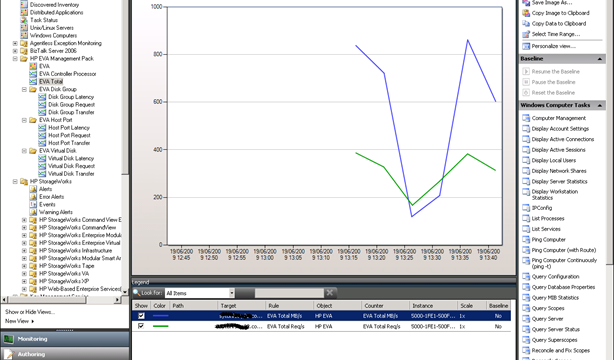 Discovered Inventory
Distributed Applications
Task Status
Unix/Linux Servers
Windows Computers
Agentless Exception Monitoring
BizTalk Server 2006
HP EVA Management Pack
EVA
EVA Controller Processor
EVA Total
EVA Disk Group
Disk Group Latency
Disk Group Request
Disk Group Transfer
EVA Host Port
Host Port Latency
Host Port Request
Host Port Transfer
EVA Virtual Disk
Virtual Disk Latency
Virtual Disk Request
Virtual Disk Transfer
HP StorageWorks
Alerts
Error Alerts
Events
Warning Alerts
HP StorageWorks Command View E
HP StorageWorks CommandView
HP StorageWorks Enterprise Modul
HP StorageWorks Enterprise Virtual
HP StorageWorks Infrastructure
HP StorageWorks Modular Smart Ar
HP StorageWorks Tape
HP StorageWorks VA
HP StorageWorks XP
HP Web-Based Enterprise Services
Show or Hide Views...
New View
Monitoring
Authoring
1000
800
600
400
200
0
19/06/200 9 12:45
19/06/200 9 12:50
19/06/200 9 12:55
19/06/200 9 13:00
19/06/200 9 13:05
19/06/200 9 13:10
19/06/200 9 13:15
19/06/200 9 13:20
19/06/200 9 13:25
19/06/200 9 13:30
19/06/200 9 13:35
19/06/200 9 13:40
Legend
Look for: All Items
Show Color Path Target Rule Object Counter Instance Scale Baseline
.co... EVA Total MB/s HP EVA EVA Total MB/s 5000-1FE1-500F... 1x No
co... EVA Total Req/s HP EVA EVA Total Req/s 5000-1FE1-500F... 1x No
Save Image As...
Copy Image to Clipboard
Copy Data to Clipboard
Select Time Range...
Personalize view...
Baseline
Resume the Baseline
Pause the Baseline
Reset the Baseline
Windows Computer Tasks
Computer Management
Display Account Settings
Display Active Connections
Display Active Sessions
Display Local Users
Display Network Shares
Display Server Statistics
Display Workstation
Statistics
IPConfig
List Processes
List Services
Ping Computer
Ping Computer (with Route)
Ping Computer Continuously
(ping -t)
Query Configuration
Query Database Properties
Query MIB Statistics
Query Scopes
Query Server
Query Server Status
Query Superscopes
Reconcile and Fix Scopes